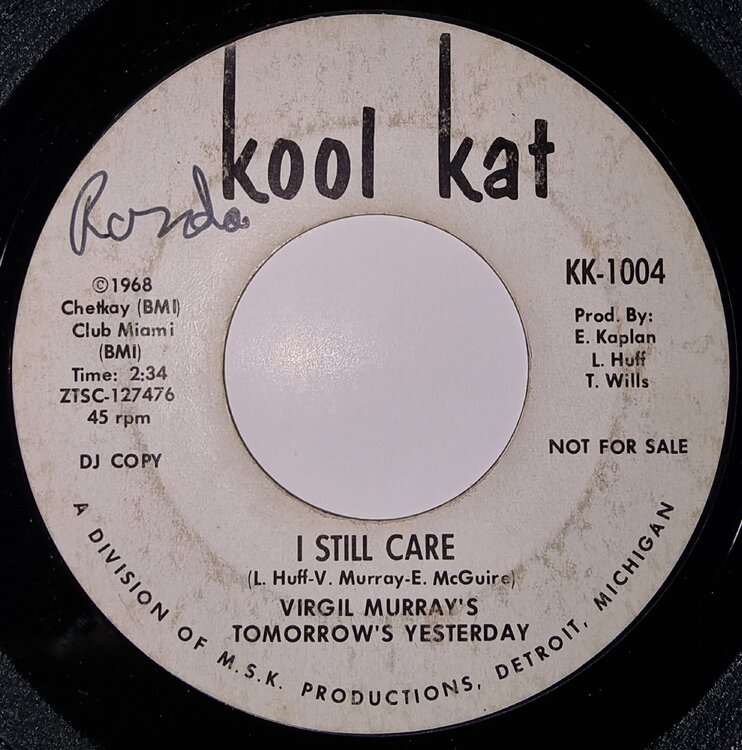 kool kat
Ronda
©1968
Chetkay (BMI)
Club Miami
(BMI)
Time: 2:34
ZTSC-127476
45 rpm
DJ COPY
KK-1004
Prod. By:
E. Kaplan
L. Huff
T. Wills
NOT FOR SALE
I STILL CARE
(L. Huff-V. Murray-E. McGuire)
VIRGIL MURRAY'S
TOMORROW'S YESTERDAY
A DIVISION OF M.S.K. PRODUCTIONS, DETROIT, MICHIGAN